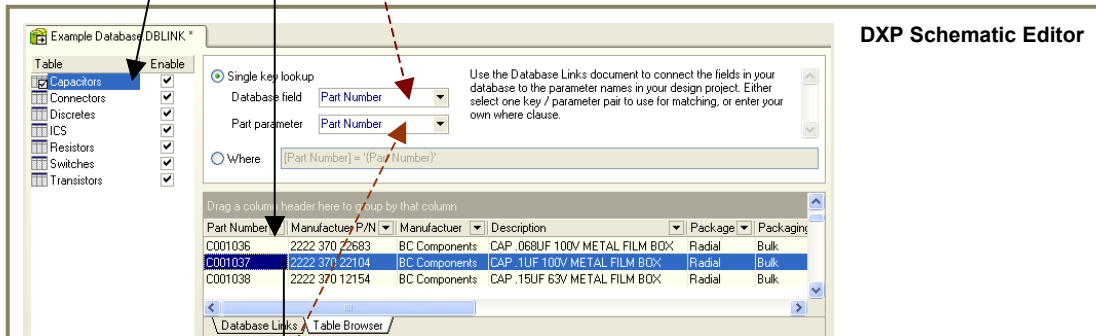 DXP Schematic Editor
Example Database.DBLINK *
Table Enable
Capacitors
Connectors
Discretes
ICS
Resistors
Switches
Transistors
Single key lookup
Database field Part Number
Part parameter Part Number
Use the Database Links document to connect the fields in your
database to the parameter names in your design project. Either
select one key / parameter pair to use for matching, or enter your
own where clause.
Where [Part Number] = '{Part Number}'
Drag a column header here to group by that column
Part Number Manufactuer P/N Manufactuer Description Package Packaging
C001036 2222 370 22683 BC Components CAP .068UF 100V METAL FILM BOX Radial Bulk
C001037 2222 370 22104 BC Components CAP .1UF 100V METAL FILM BOX Radial Bulk
C001038 2222 370 12154 BC Components CAP .15UF 63V METAL FILM BOX Radial Bulk
Database Links Table Browser